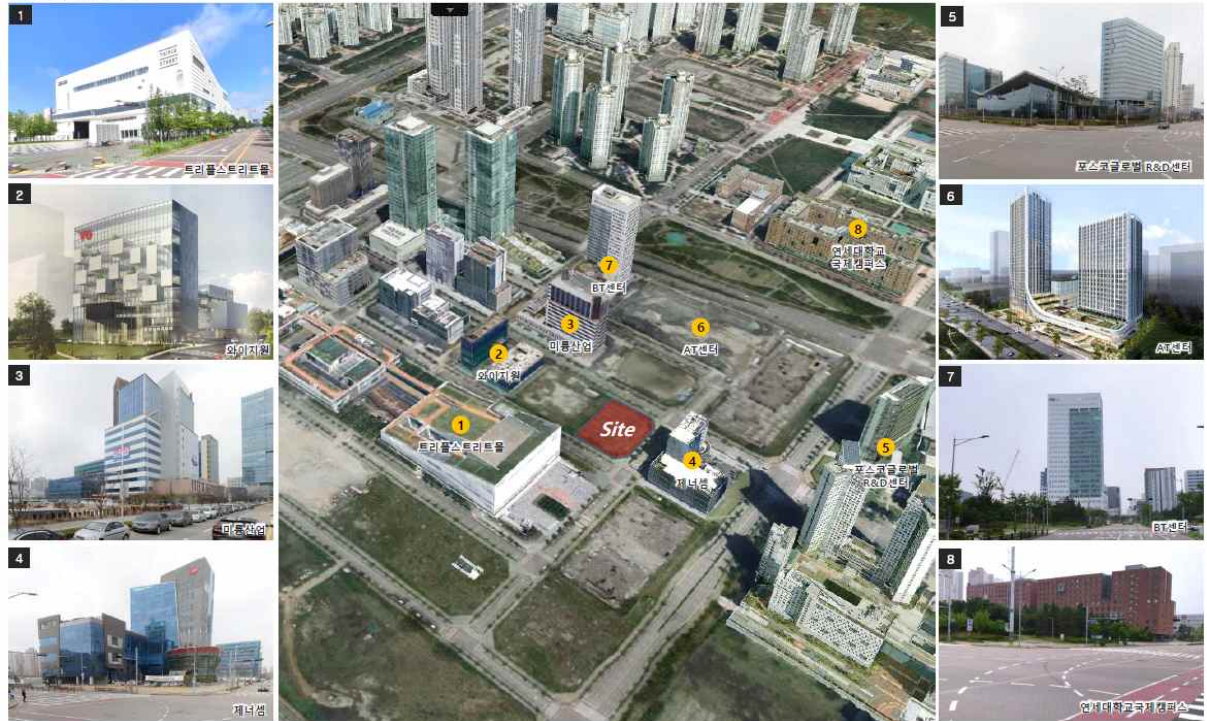 1
TRIPLE
STREET
트리플스트리트몰
2
YG
와이지원
3
미륭산업
4
제너셈
1
트리플스트리트몰
2
와이지원
3
미륭산업
Site
4
제너셈
5
포스코글로벌
R&D센터
6
AT센터
7
BT센터
8
연세대학교
국제캠퍼스
5
포스코글로벌 R&D센터
6
AT센터
7
BT센터
8
연세대학교국제캠퍼스